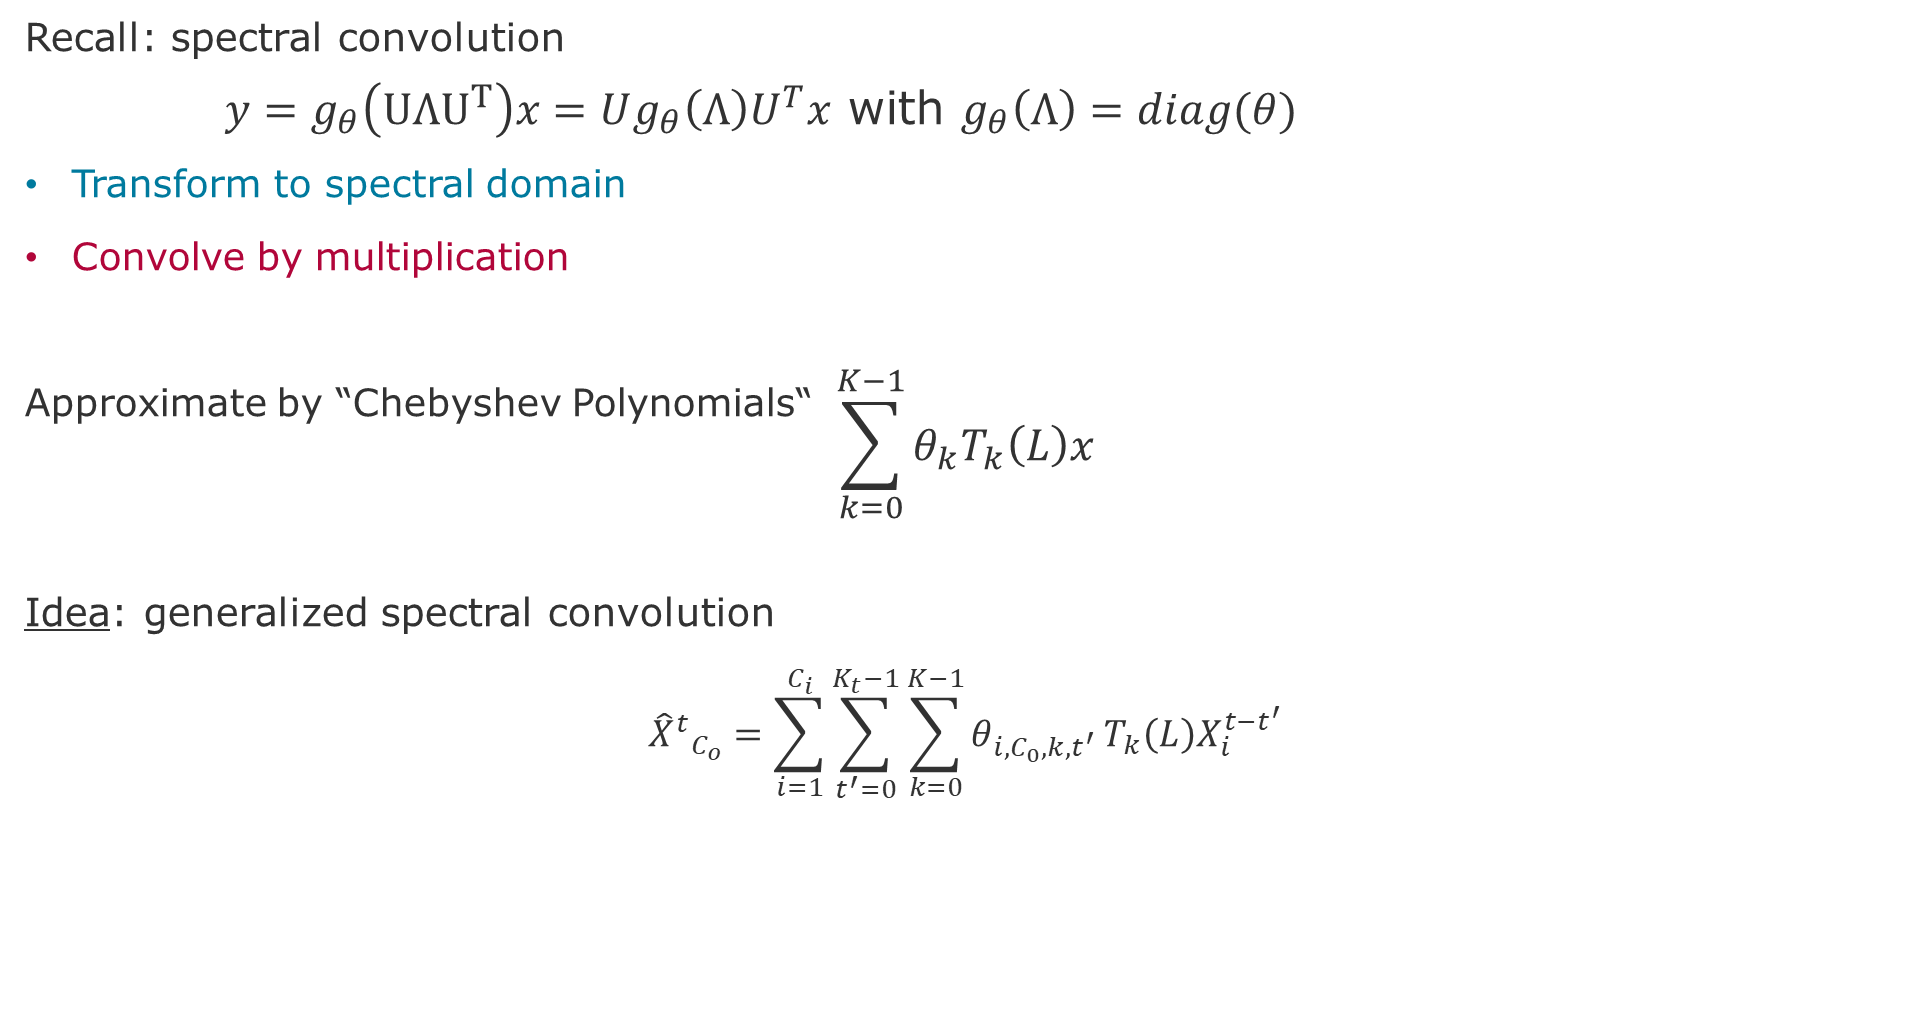 Recall: spectral convolution
y = g_θ(UΛU^T)x = Ug_θ(Λ)U^T x with g_θ(Λ) = diag(θ)
• Transform to spectral domain
• Convolve by multiplication
Approximate by “Chebyshev Polynomials“ ∑_{k=0}^{K−1} θ_k T_k(L)x
Idea: generalized spectral convolution
X̂^t_{C_o} = ∑_{i=1}^{C_i} ∑_{t′=0}^{K_t−1} ∑_{k=0}^{K−1} θ_{i,C_0,k,t′} T_k(L)X_i^{t−t′}